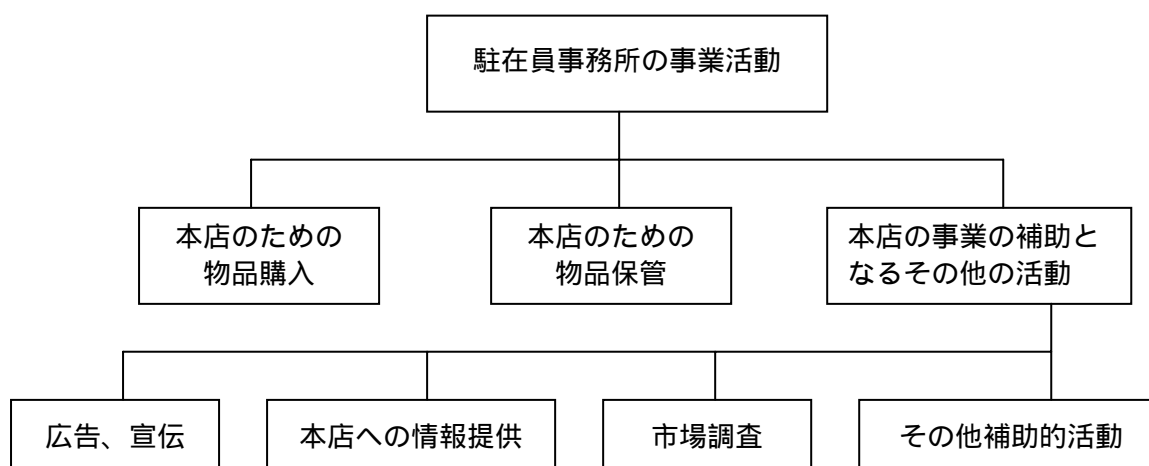 駐在員事務所の事業活動
本店のための
物品購入
本店のための
物品保管
本店の事業の補助と
なるその他の活動
広告、宣伝
本店への情報提供
市場調査
その他補助的活動